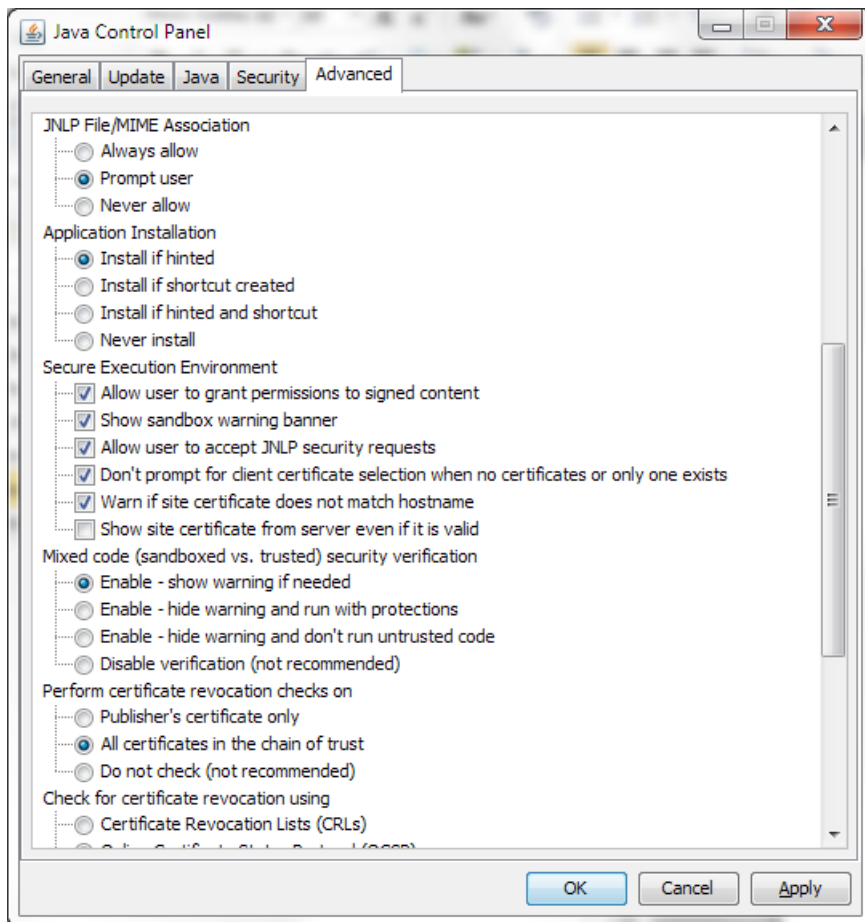 Java Control Panel
General Update Java Security Advanced
JNLP File/MIME Association
Always allow
Prompt user
Never allow
Application Installation
Install if hinted
Install if shortcut created
Install if hinted and shortcut
Never install
Secure Execution Environment
Allow user to grant permissions to signed content
Show sandbox warning banner
Allow user to accept JNLP security requests
Don't prompt for client certificate selection when no certificates or only one exists
Warn if site certificate does not match hostname
Show site certificate from server even if it is valid
Mixed code (sandboxed vs. trusted) security verification
Enable - show warning if needed
Enable - hide warning and run with protections
Enable - hide warning and don't run untrusted code
Disable verification (not recommended)
Perform certificate revocation checks on
Publisher's certificate only
All certificates in the chain of trust
Do not check (not recommended)
Check for certificate revocation using
Certificate Revocation Lists (CRLs)
OK Cancel Apply